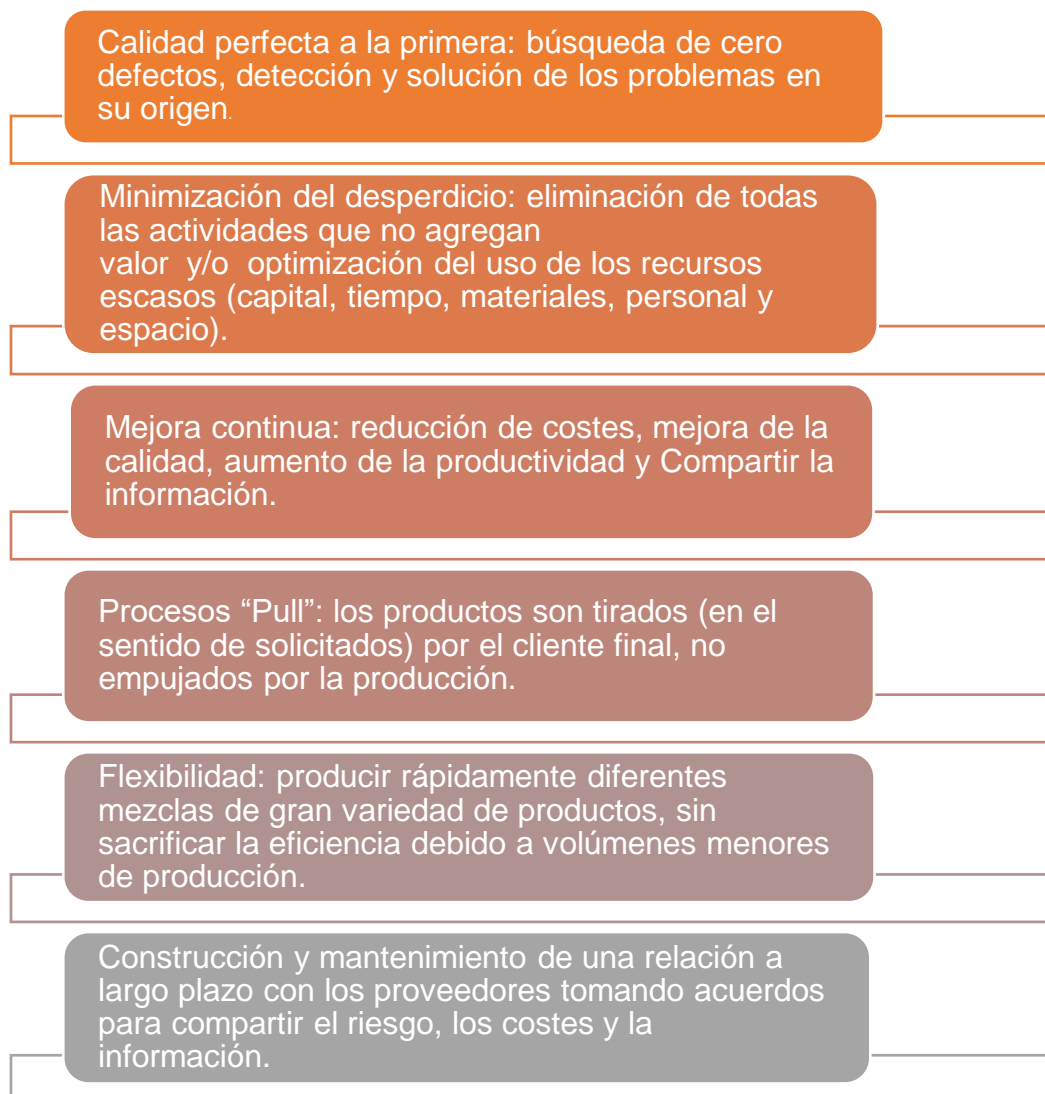 Calidad perfecta a la primera: búsqueda de cero
defectos, detección y solución de los problemas en
su origen.
Minimización del desperdicio: eliminación de todas
las actividades que no agregan
valor y/o optimización del uso de los recursos
escasos (capital, tiempo, materiales, personal y
espacio).
Mejora continua: reducción de costes, mejora de la
calidad, aumento de la productividad y Compartir la
información.
Procesos “Pull”: los productos son tirados (en el
sentido de solicitados) por el cliente final, no
empujados por la producción.
Flexibilidad: producir rápidamente diferentes
mezclas de gran variedad de productos, sin
sacrificar la eficiencia debido a volúmenes menores
de producción.
Construcción y mantenimiento de una relación a
largo plazo con los proveedores tomando acuerdos
para compartir el riesgo, los costes y la
información.